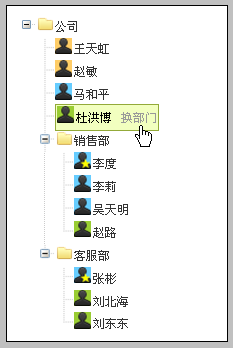 公司
王天虹
赵敏
马和平
杜洪博 换部门
销售部
李度
李莉
吴天明
赵路
客服部
张彬
刘北海
刘东东